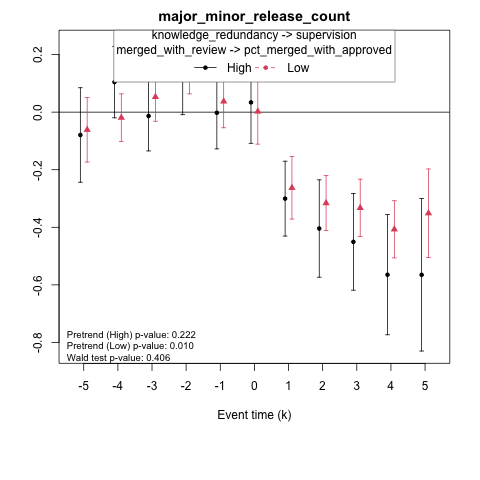 major_minor_release_count
knowledge_redundancy -> supervision
merged_with_review -> pct_merged_with_approved
High Low
0.2
0.0
-0.2
-0.4
-0.6
-0.8
Pretrend (High) p-value: 0.222
Pretrend (Low) p-value: 0.010
Wald test p-value: 0.406
-5 -4 -3 -2 -1 0 1 2 3 4 5
Event time (k)